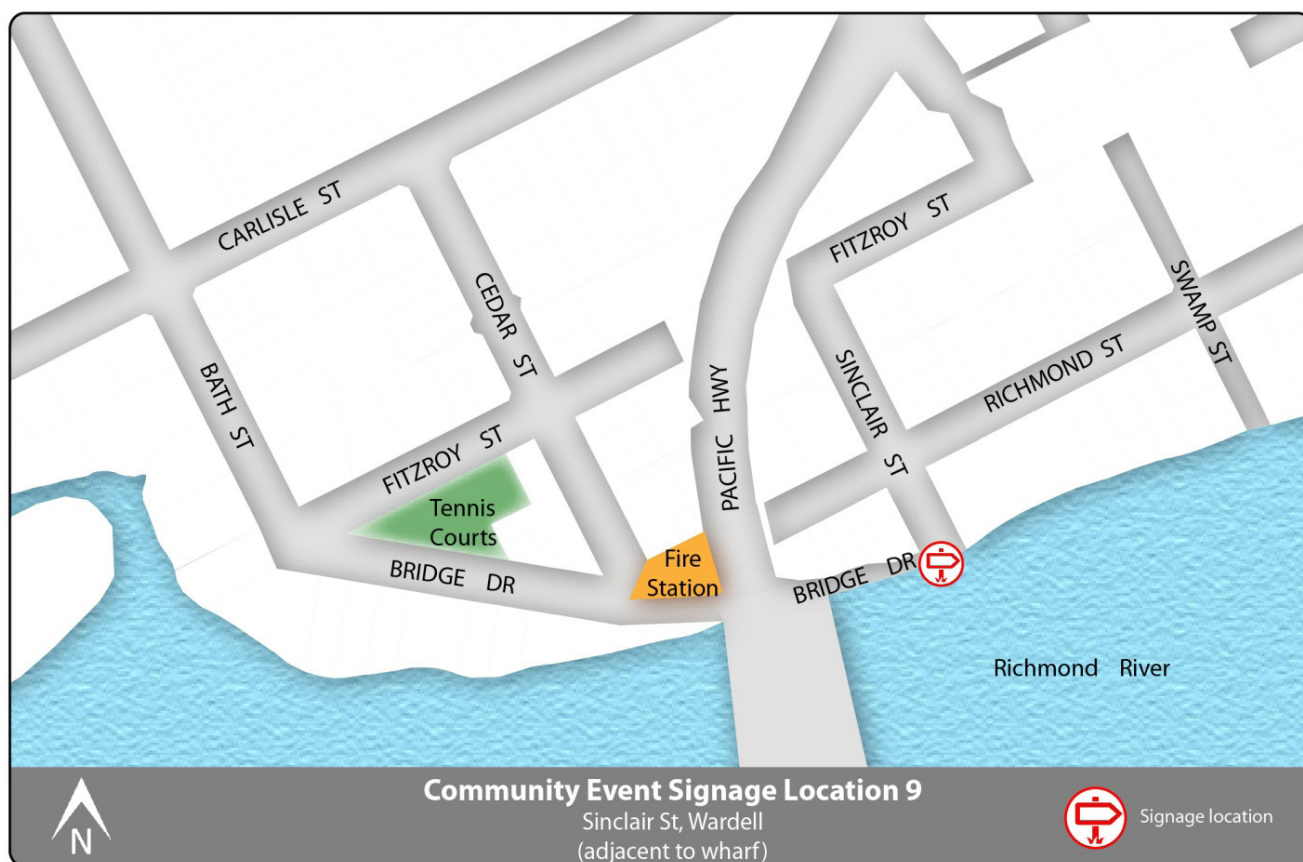 CARLISLE ST
FITZROY ST
CEDAR ST
SWAMP ST
BATH ST
PACIFIC HWY
SINCLAIR ST
RICHMOND ST
FITZROY ST
Tennis
Courts
Fire
Station
BRIDGE DR
BRIDGE DR
Richmond River
N
Community Event Signage Location 9
Sinclair St, Wardell
(adjacent to wharf)
Signage location